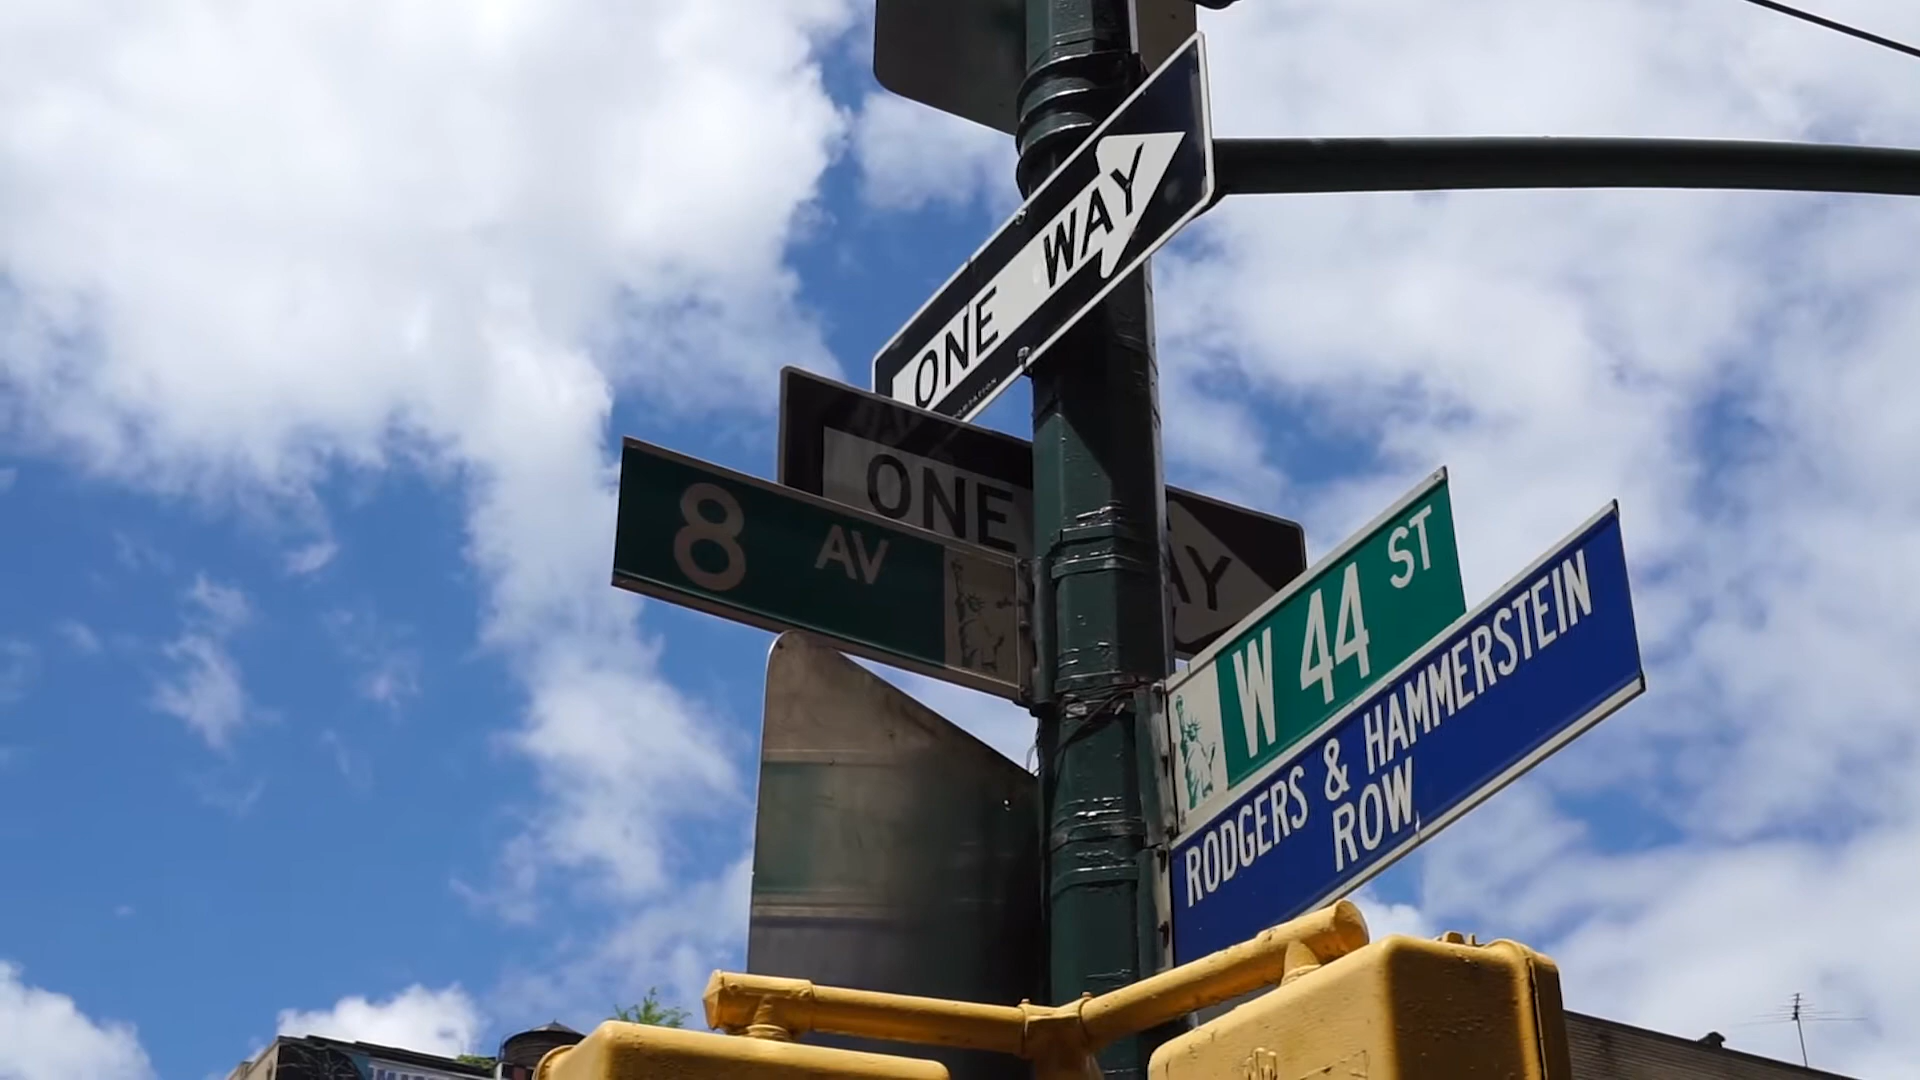 ONE WAY
ONE
AY
8 AV
W 44 ST
RODGERS & HAMMERSTEIN
ROW